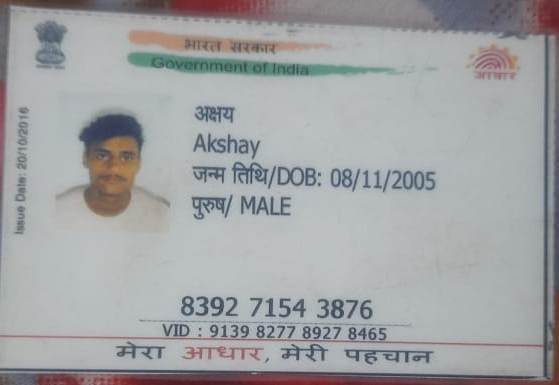 भारत सरकार
Government of India
आधार
Issue Date: 20/10/2016
अक्षय
Akshay
जन्म तिथि/DOB: 08/11/2005
पुरुष/ MALE
8392 7154 3876
VID : 9139 8277 8927 8465
मेरा आधार, मेरी पहचान